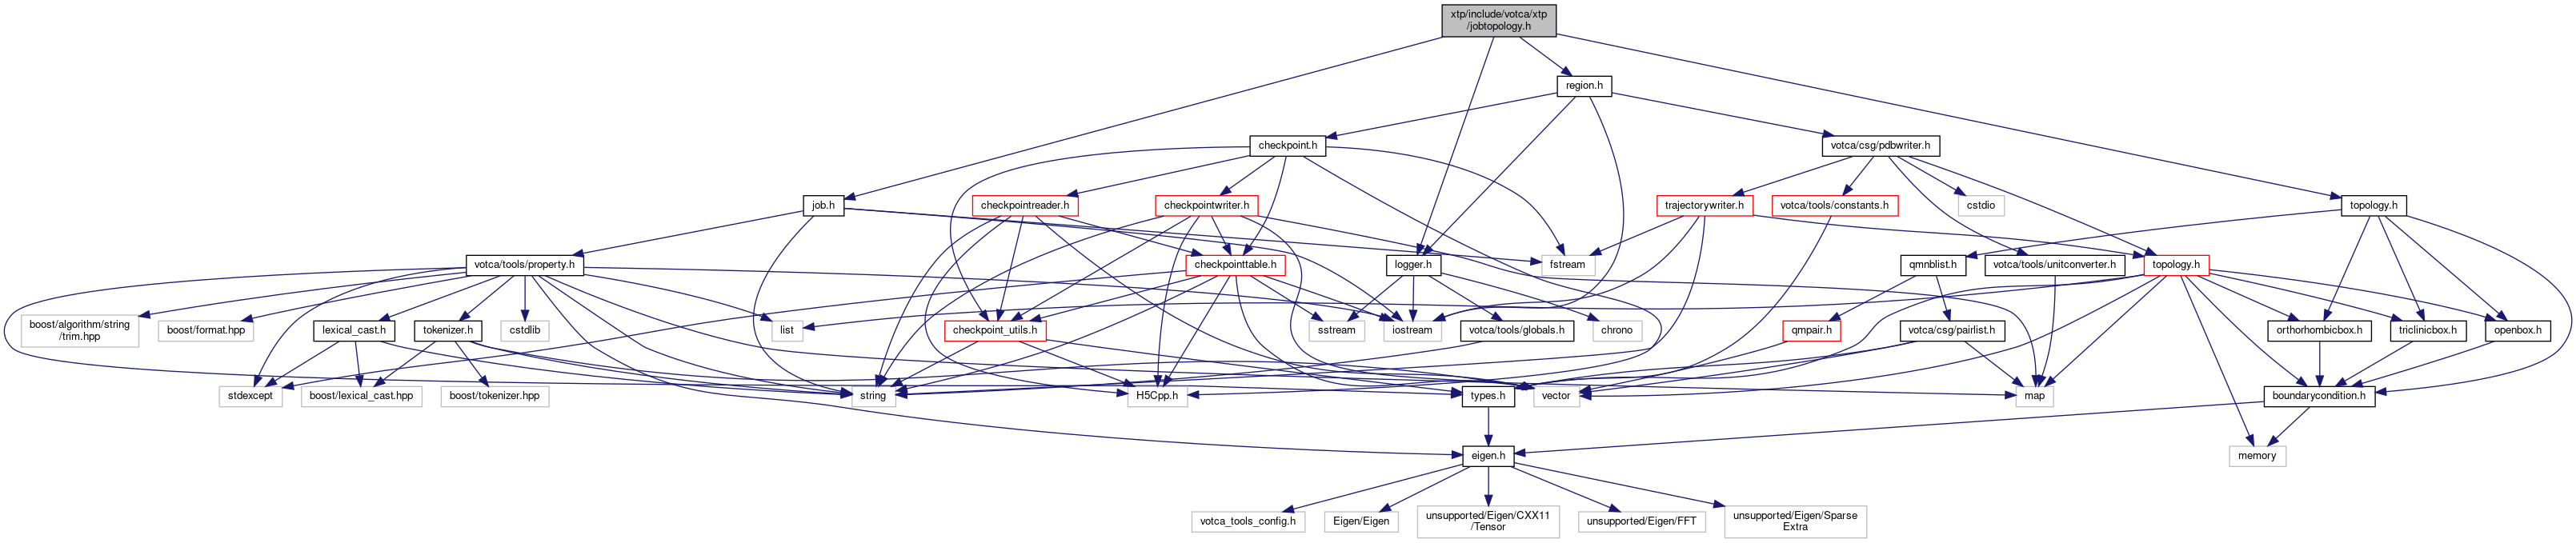 xtp/include/votca/xtp
/jobtopology.h
region.h
checkpoint.h
votca/csg/pdbwriter.h
job.h
checkpointreader.h
checkpointwriter.h
trajectorywriter.h
votca/tools/constants.h
cstdio
topology.h
votca/tools/property.h
checkpointtable.h
fstream
logger.h
qmnblist.h
votca/tools/unitconverter.h
topology.h
boost/algorithm/string
/trim.hpp
boost/format.hpp
lexical_cast.h
tokenizer.h
cstdlib
list
checkpoint_utils.h
sstream
iostream
votca/tools/globals.h
chrono
qmpair.h
votca/csg/pairlist.h
orthorhombicbox.h
triclinicbox.h
openbox.h
stdexcept
boost/lexical_cast.hpp
boost/tokenizer.hpp
string
H5Cpp.h
types.h
vector
map
boundarycondition.h
eigen.h
memory
votca_tools_config.h
Eigen/Eigen
unsupported/Eigen/CXX11
/Tensor
unsupported/Eigen/FFT
unsupported/Eigen/Sparse
Extra